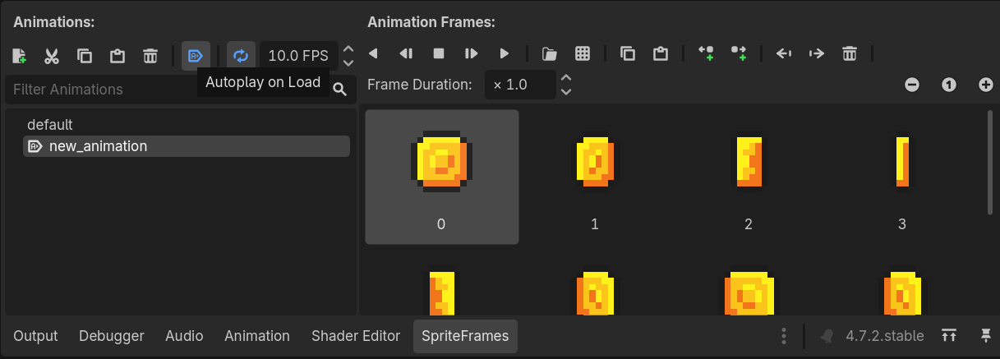 Animations:
Animation Frames:
10.0 FPS
Autoplay on Load
Filter Animations
Frame Duration: × 1.0
default
new_animation
0 1 2 3
Output Debugger Audio Animation Shader Editor SpriteFrames 4.7.2.stable